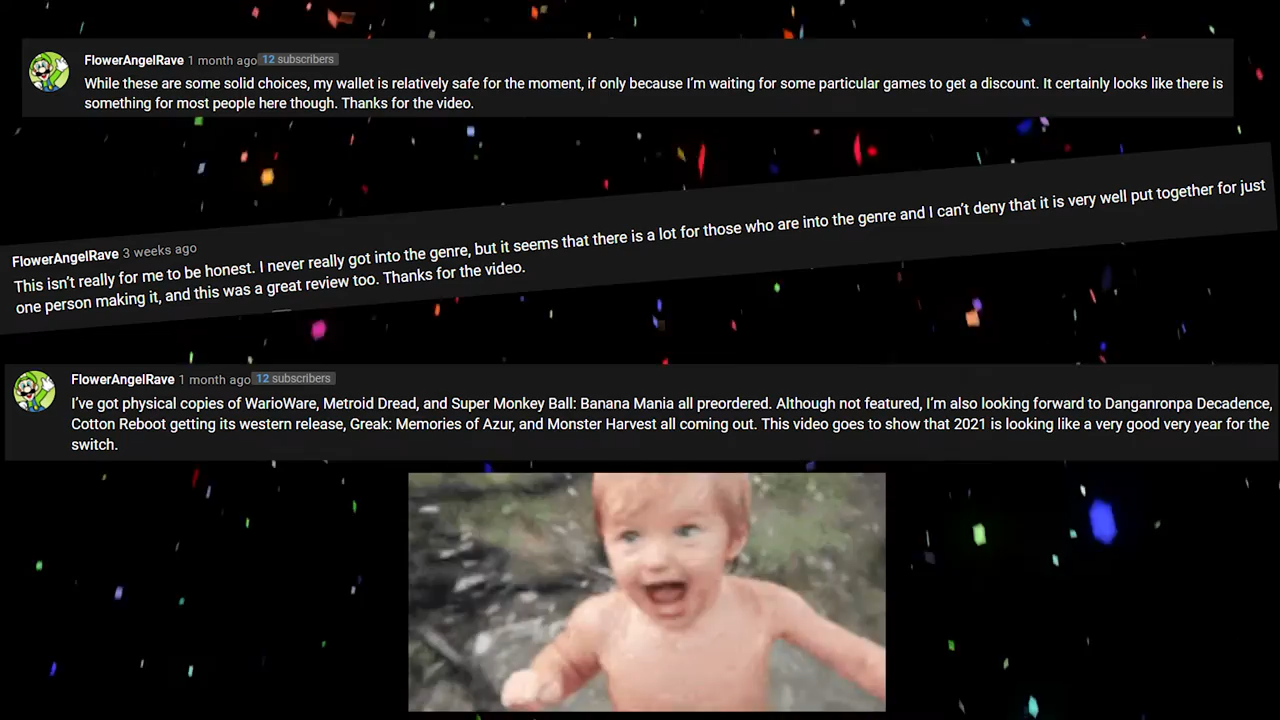 FlowerAngelRave 1 month ago 12 subscribers
While these are some solid choices, my wallet is relatively safe for the moment, if only because I'm waiting for some particular games to get a discount. It certainly looks like there is
something for most people here though. Thanks for the video.
FlowerAngelRave 3 weeks ago
This isn't really for me to be honest. I never really got into the genre, but it seems that there is a lot for those who are into the genre and I can't deny that it is very well put together for just
one person making it, and this was a great review too. Thanks for the video.
FlowerAngelRave 1 month ago 12 subscribers
I've got physical copies of WarioWare, Metroid Dread, and Super Monkey Ball: Banana Mania all preordered. Although not featured, I'm also looking forward to Danganronpa Decadence,
Cotton Reboot getting its western release, Greak: Memories of Azur, and Monster Harvest all coming out. This video goes to show that 2021 is looking like a very good very year for the
switch.